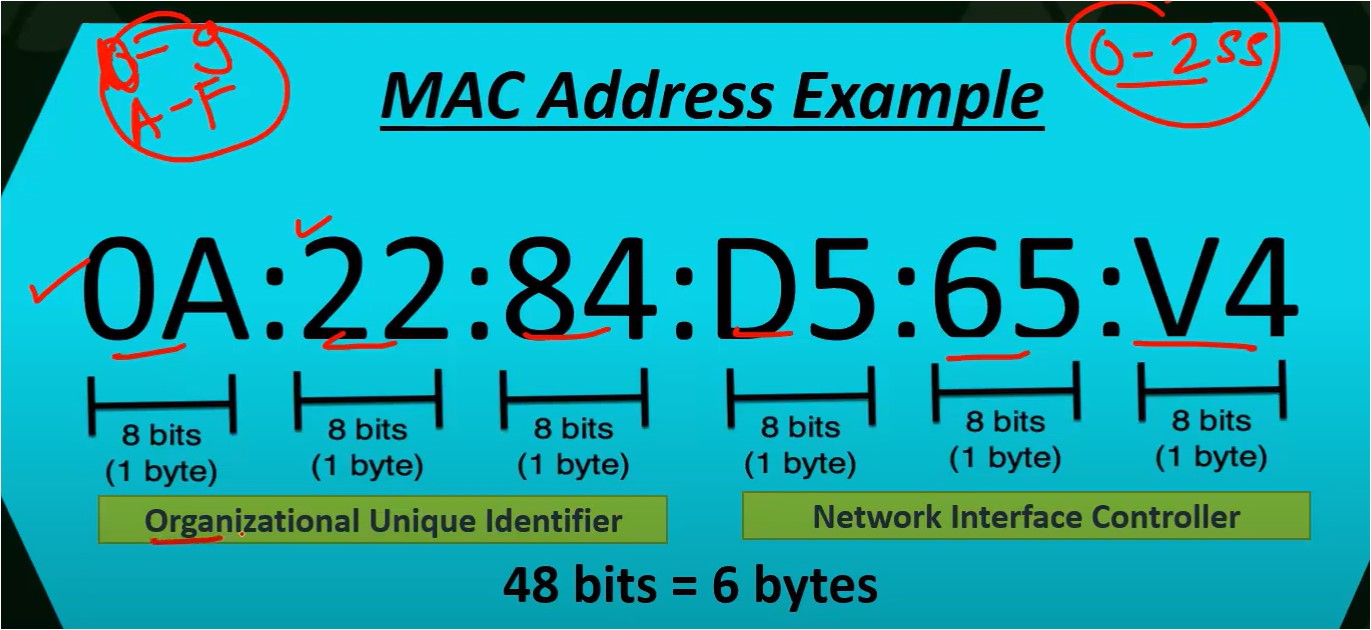 0-9
A-F
0-255
MAC Address Example
0A:22:84:D5:65:V4
8 bits 8 bits 8 bits 8 bits 8 bits 8 bits
(1 byte) (1 byte) (1 byte) (1 byte) (1 byte) (1 byte)
Organizational Unique Identifier Network Interface Controller
48 bits = 6 bytes